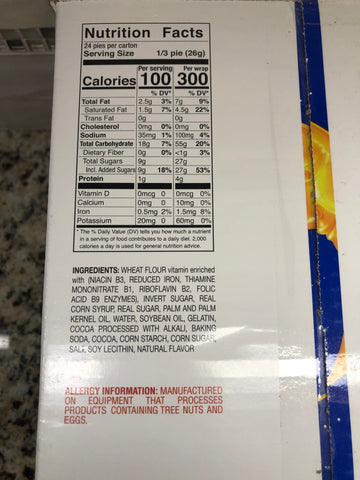 Nutrition Facts
24 pies per carton
Serving Size 1/3 pie (26g)
Per serving Per wrap
Calories 100 300
% DV* % DV*
Total Fat 2.5g 3% 7g 9%
Saturated Fat 1.5g 7% 4.5g 22%
Trans Fat 0g 0g
Cholesterol 0mg 0% 0mg 0%
Sodium 35mg 1% 100mg 4%
Total Carbohydrate 18g 7% 55g 20%
Dietary Fiber 0g 0% <1g 3%
Total Sugars 9g 27g
Incl. Added Sugars 9g 18% 27g 53%
Protein 1g 4g
Vitamin D 0mcg 0 0mcg 0%
Calcium 0mg 0 10mg 0%
Iron 0.5mg 2% 1.5mg 8%
Potassium 20mg 0 60mg 0%
*The % Daily Value (DV) tells you how much a nutrient
in a serving of food contributes to a daily diet. 2,000
calories a day is used for general nutrition advice.
INGREDIENTS: WHEAT FLOUR vitamin enriched
with (NIACIN B3, REDUCED IRON, THIAMINE
MONONITRATE B1, RIBOFLAVIN B2, FOLIC
ACID B9 ENZYMES), INVERT SUGAR, REAL
CORN SYRUP, REAL SUGAR, PALM AND PALM
KERNEL OIL, WATER, SOYBEAN OIL, GELATIN,
COCOA PROCESSED WITH ALKALI, BAKING
SODA, COCOA, CORN STARCH, CORN SUGAR,
SALT, SOY LECITHIN, NATURAL FLAVOR
ALLERGY INFORMATION: MANUFACTURED
ON EQUIPMENT THAT PROCESSES
PRODUCTS CONTAINING TREE NUTS AND
EGGS.